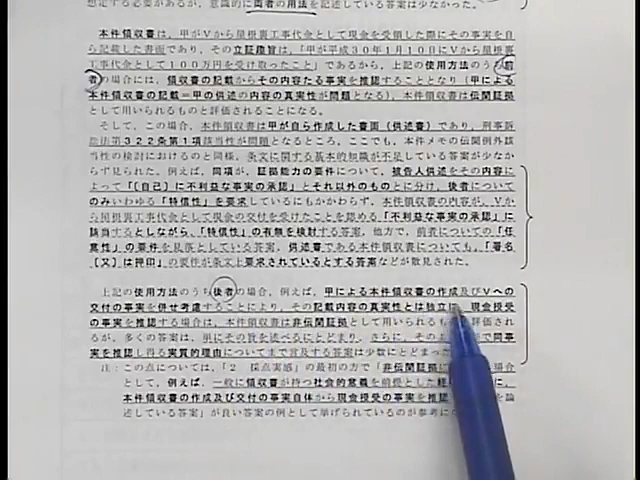 想定する必要があるが，意識的に両者の用法を記述している答案は少なかった。
本件領収書は，甲がVから屋根裏工事代金として現金を受領した際にその事実を自
ら記載した書面であり，その立証趣旨は，「甲が平成30年1月10日にVから屋根裏
工事代金として100万円を受け取ったこと」であるから，上記の使用方法のうち前
者の場合には，領収書の記載からその内容たる事実を推認することとなり（甲による
本件領収書の記載＝甲の供述の内容の真実性が問題となる），本件領収書は伝聞証拠
として用いられるものと評価されることになる。
そして，この場合，本件領収書は甲が自ら作成した書面（供述書）であり，刑事訴
訟法第322条第1項該当性が問題となるところ，ここでも，本件メモの伝聞例外該
当性の検討におけるのと同様，条文に関する基本的知識が不足している答案が少なか
らず見られた。例えば，同項が，証拠能力の要件について，被告人供述をその内容に
よって「〔自己〕に不利益な事実の承認」とそれ以外のものとに分け，後者について
のみいわゆる「特信性」を要求しているにもかかわらず，本件領収書の内容が，Vか
ら屋根裏工事代金として現金の交付を受けたことを認める「不利益な事実の承認」に
該当するとしながら，「特信性」の有無を検討する答案，他方で，前者についての「任
意性」の要件を見落としている答案，供述書である本件領収書についても，「署名
〔又〕は押印」の要件が条文上要求されているとする答案などが散見された。
上記の使用方法のうち後者の場合，例えば，甲による本件領収書の作成及びVへの
交付の事実を併せ考慮することにより，その記載内容の真実性とは独立に，現金授受
の事実を推認する場合は，本件領収書は非伝聞証拠として用いられるものと評価され
るが，多くの答案は，単にその旨を述べるにとどまり，さらに，その 同事
実を推認し得る実質的理由についてまで言及する答案は少数にとどまった
注：この点については，「2 採点実感」の最初の方で「非伝聞証拠に 場合
として，例えば，一般に領収書が持つ社会的意義を前提とした経 に，
本件領収書の作成及び交付の事実自体から現金授受の事実を推認 を論
述している答案」が良い答案の例として挙げられているのが参考に